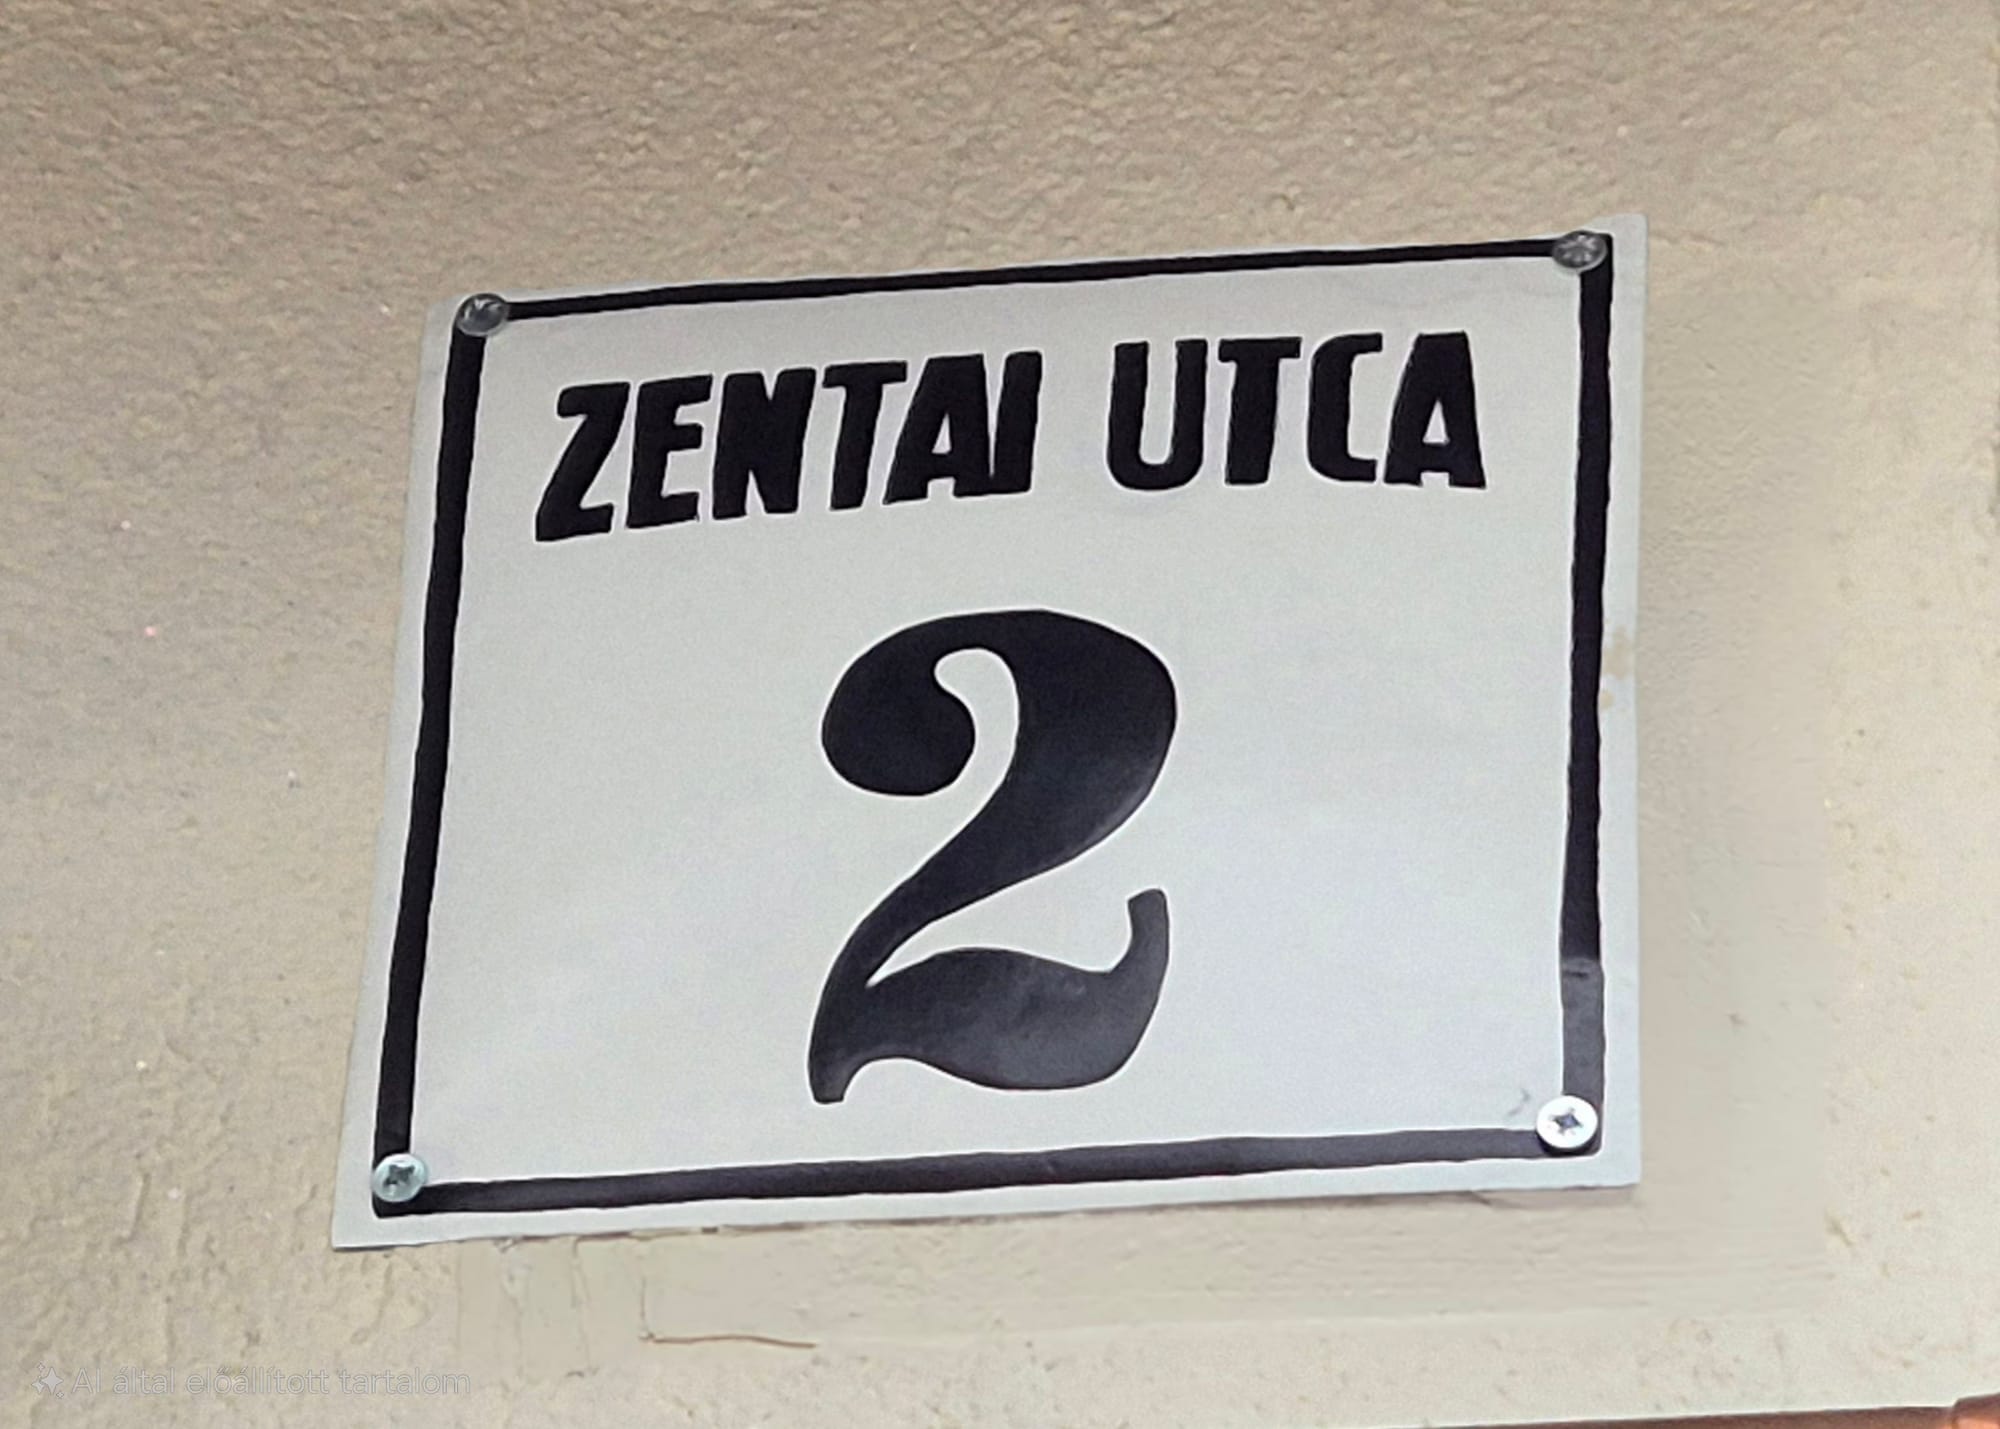 ZENTAI UTCA
2
AI által előállított tartalom